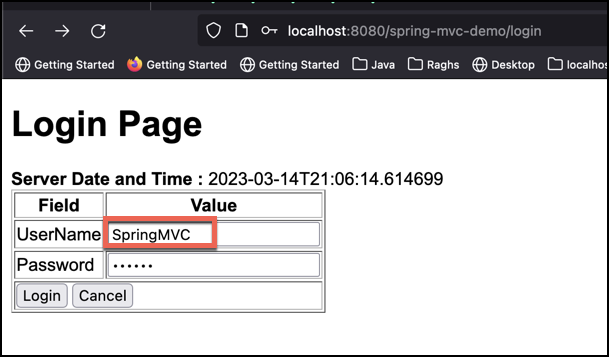 localhost:8080/spring-mvc-demo/login
Getting Started Getting Started Getting Started Java Raghs Desktop localhos
Login Page
Server Date and Time : 2023-03-14T21:06:14.614699
Field Value
UserName SpringMVC
Password ••••••
Login Cancel